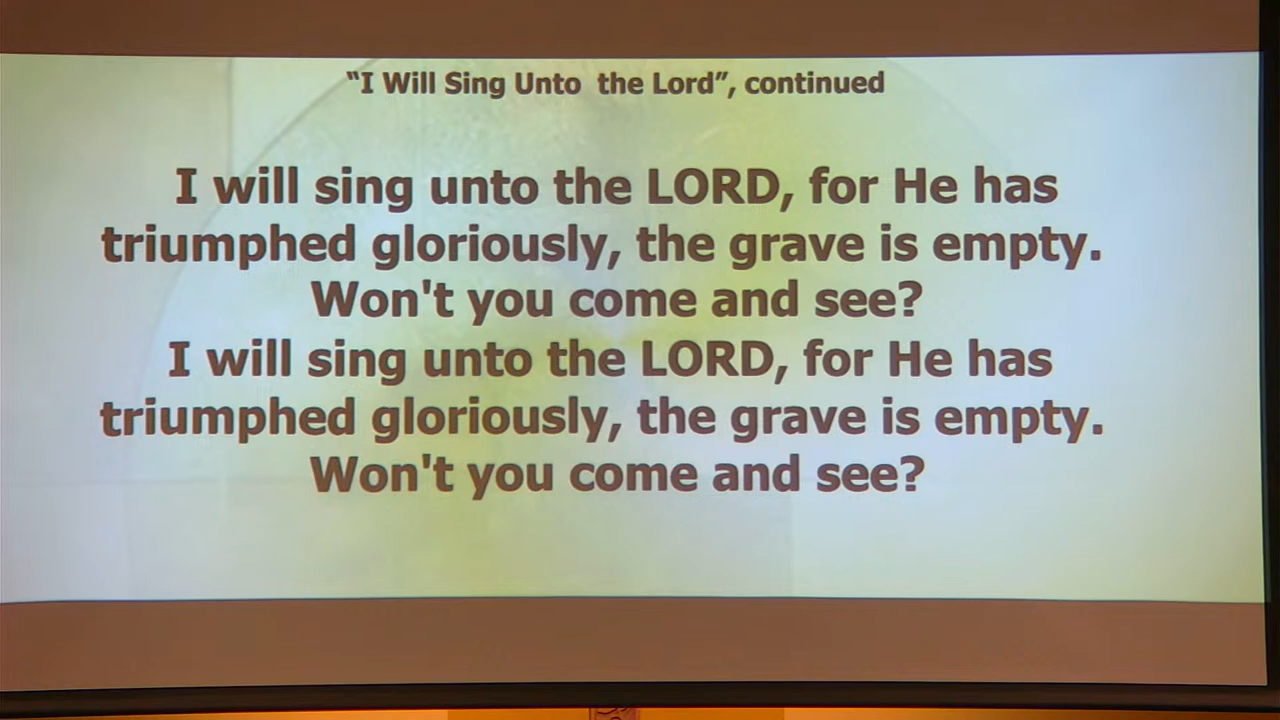 “I Will Sing Unto  the Lord”, continued
I will sing unto the LORD, for He has
triumphed gloriously, the grave is empty.
Won't you come and see?
I will sing unto the LORD, for He has
triumphed gloriously, the grave is empty.
Won't you come and see?